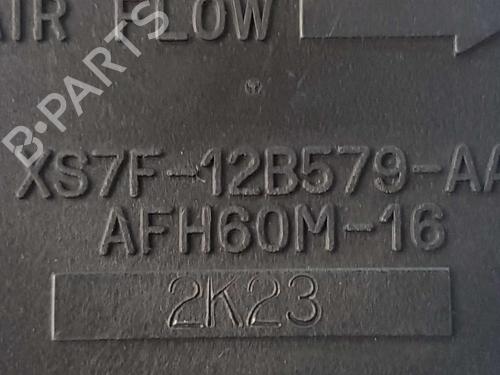 AIR FLOW
B-PARTS
XS7F-12B579-AA
AFH60M-16
2K23